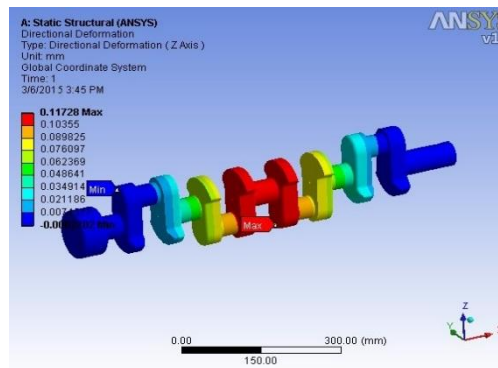 A: Static Structural (ANSYS)
Directional Deformation
Type: Directional Deformation ( Z Axis )
Unit: mm
Global Coordinate System
Time: 1
3/6/2015 3:45 PM
ANSYS
v1
0.11728 Max
0.10355
0.089825
0.076097
0.062369
0.048641
0.034914
0.021186
Min
Max
0.00
300.00 (mm)
150.00
Z
Y